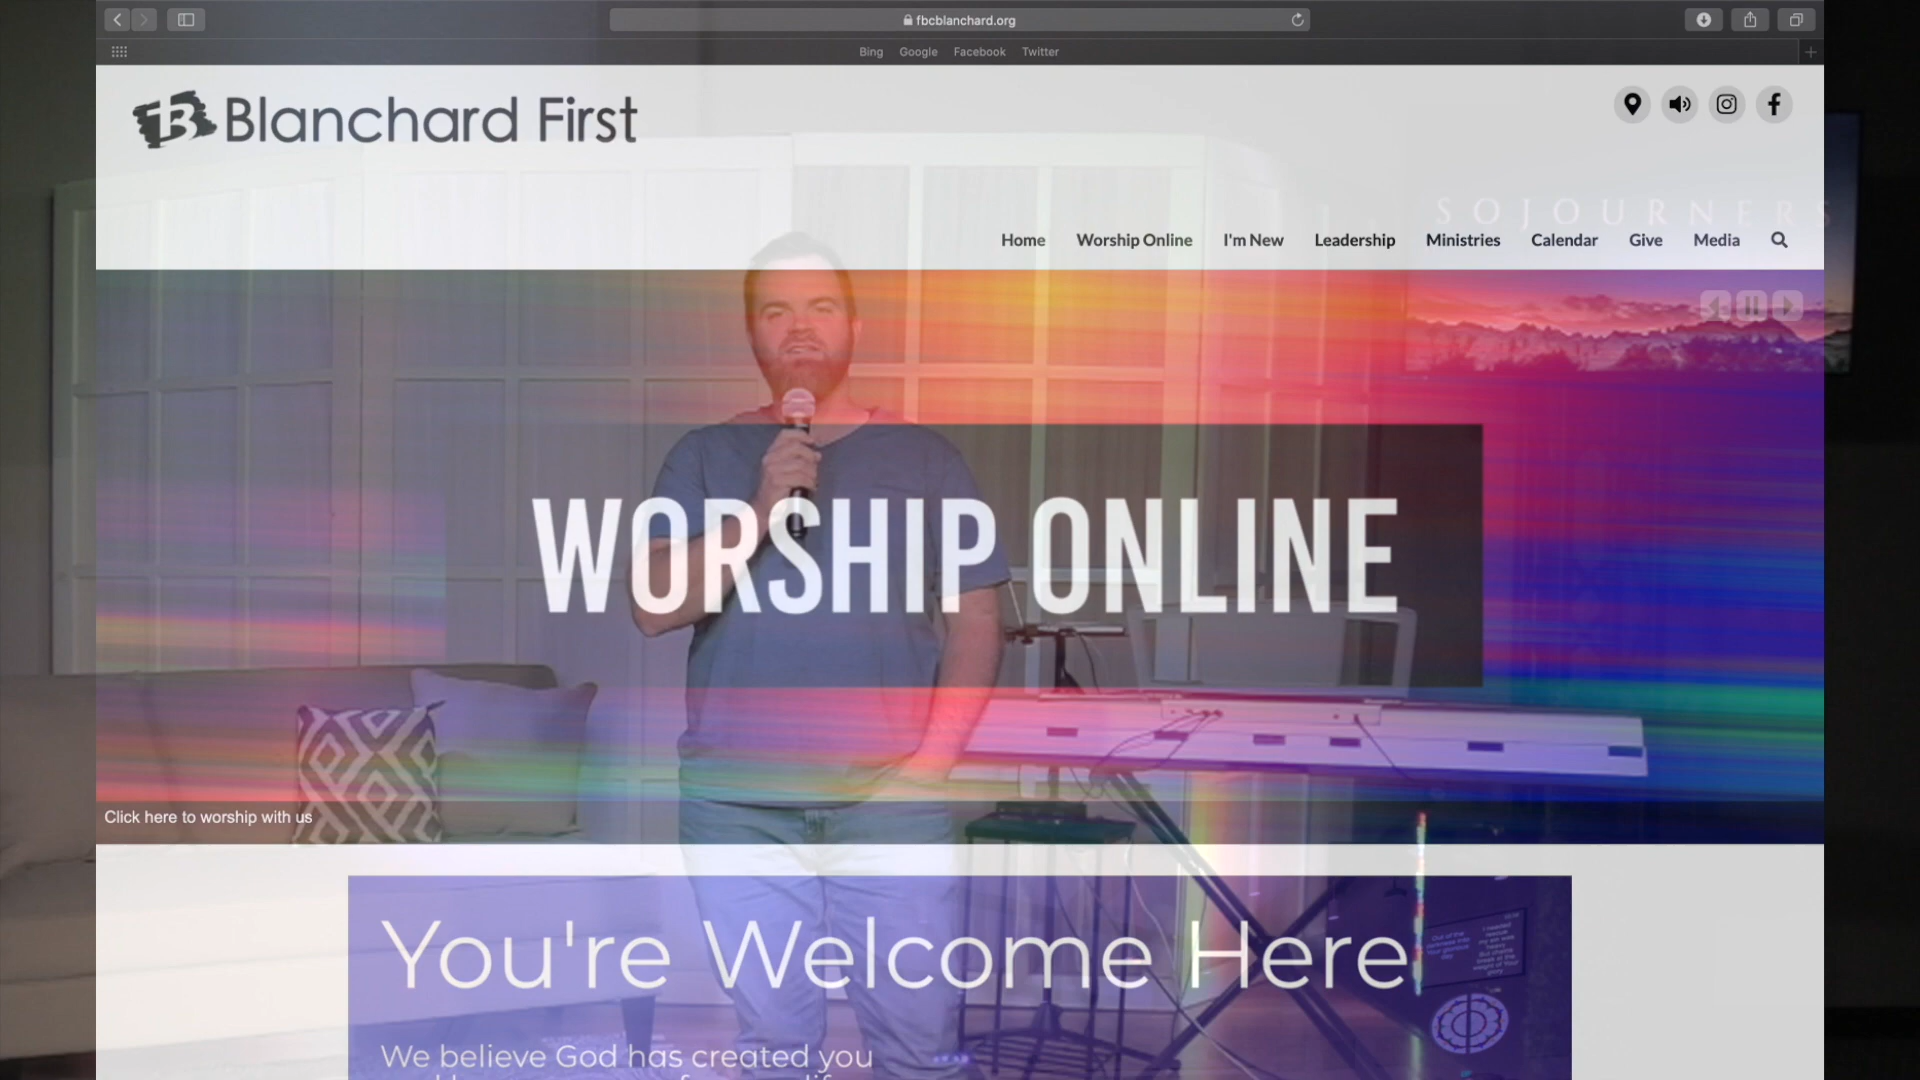 fbcblanchard.org
Bing Google Facebook Twitter
B Blanchard First
SOJOURNERS
Home Worship Online I'm New Leadership Ministries Calendar Give Media
WORSHIP ONLINE
Click here to worship with us
You're Welcome Here
We believe God has created you